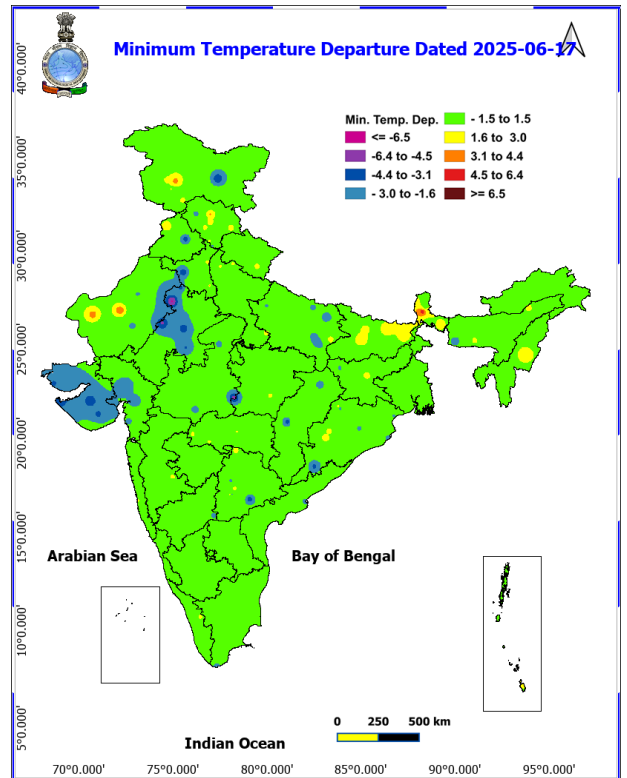 Minimum Temperature Departure Dated 2025-06-17
Min. Temp. Dep.
<= -6.5
-6.4 to -4.5
-4.4 to -3.1
- 3.0 to -1.6
- 1.5 to 1.5
1.6 to 3.0
3.1 to 4.4
4.5 to 6.4
>= 6.5
40°0.000'
35°0.000'
30°0.000'
25°0.000'
20°0.000'
15°0.000'
10°0.000'
5°0.000'
Arabian Sea
Bay of Bengal
Indian Ocean
0 250 500 km
70°0.000' 75°0.000' 80°0.000' 85°0.000' 90°0.000' 95°0.000'